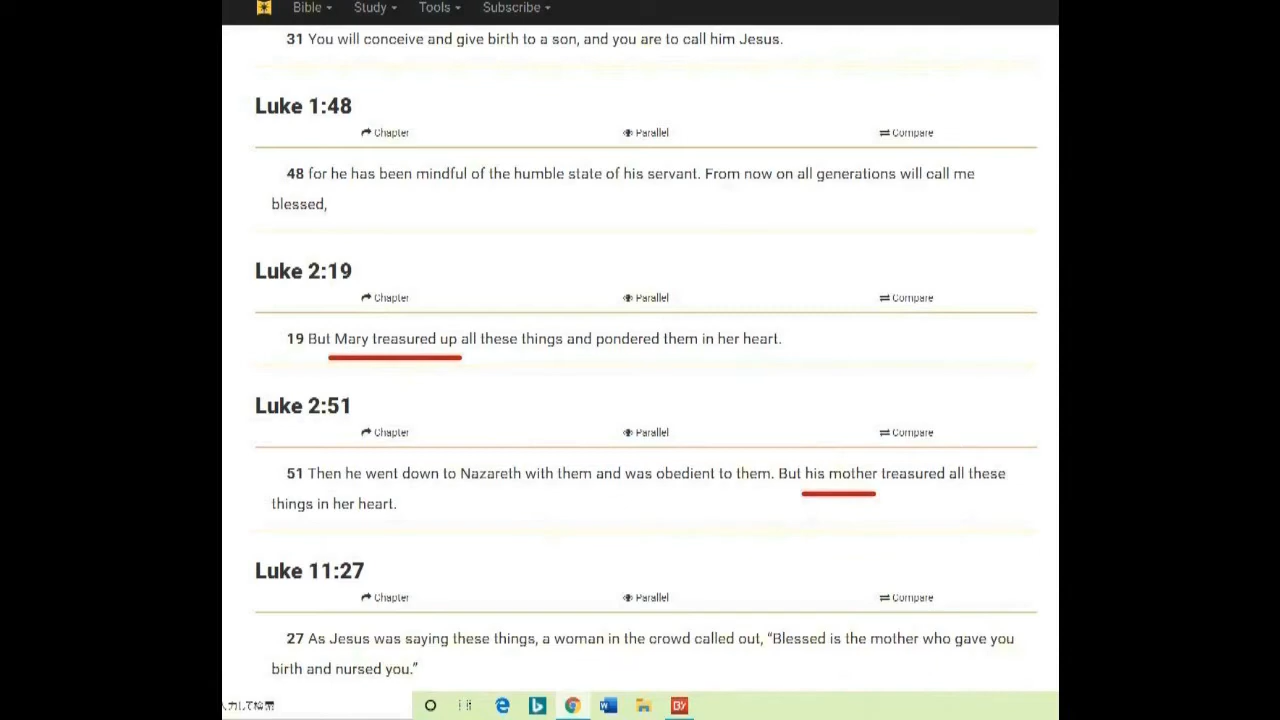 Bible Study Tools Subscribe
31 You will conceive and give birth to a son, and you are to call him Jesus.
Luke 1:48
Chapter Parallel Compare
48 for he has been mindful of the humble state of his servant. From now on all generations will call me
blessed,
Luke 2:19
Chapter Parallel Compare
19 But Mary treasured up all these things and pondered them in her heart.
Luke 2:51
Chapter Parallel Compare
51 Then he went down to Nazareth with them and was obedient to them. But his mother treasured all these
things in her heart.
Luke 11:27
Chapter Parallel Compare
27 As Jesus was saying these things, a woman in the crowd called out, “Blessed is the mother who gave you
birth and nursed you.”
入力して検索